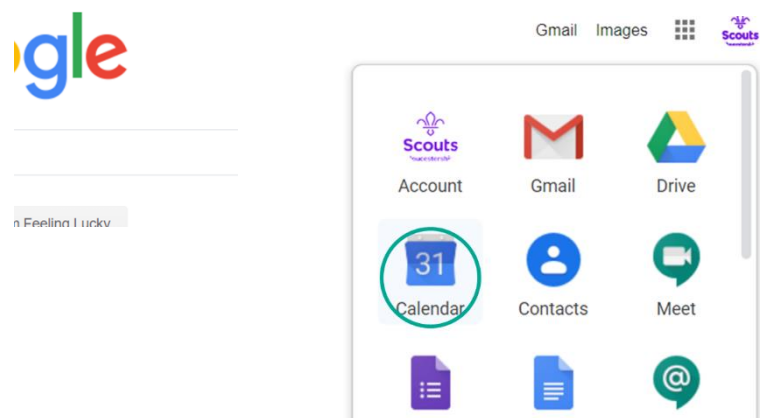 ogle
Gmail Images
Scouts
n Feeling Lucky
Scouts
Account Gmail Drive
31
Calendar Contacts Meet
@